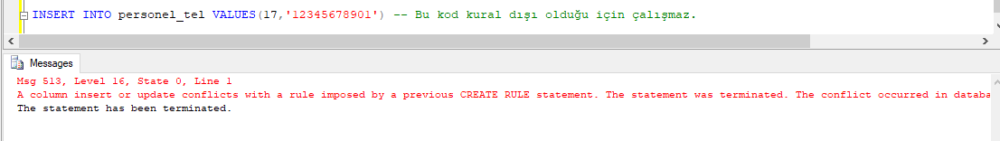 INSERT INTO personel_tel VALUES(17,'12345678901') -- Bu kod kural dışı olduğu için çalışmaz.
Messages
Msg 513, Level 16, State 0, Line 1
A column insert or update conflicts with a rule imposed by a previous CREATE RULE statement. The statement was terminated. The conflict occurred in databa
The statement has been terminated.